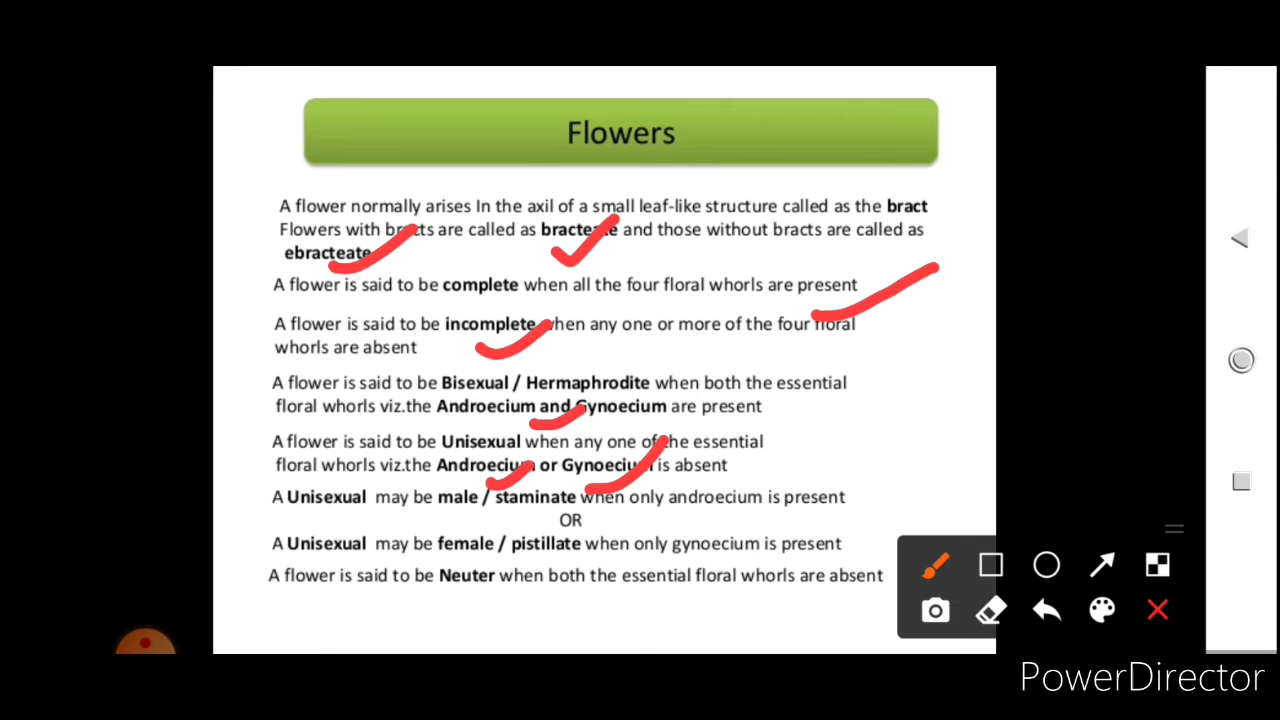 Flowers
A flower normally arises In the axil of a small leaf-like structure called as the bract
Flowers with bracts are called as bracteate and those without bracts are called as
ebracteate
A flower is said to be complete when all the four floral whorls are present
A flower is said to be incomplete when any one or more of the four floral
whorls are absent
A flower is said to be Bisexual / Hermaphrodite when both the essential
floral whorls viz.the Androecium and Gynoecium are present
A flower is said to be Unisexual when any one of the essential
floral whorls viz.the Androecium or Gynoecium is absent
A Unisexual may be male / staminate when only androecium is present
OR
A Unisexual may be female / pistillate when only gynoecium is present
A flower is said to be Neuter when both the essential floral whorls are absent
PowerDirector